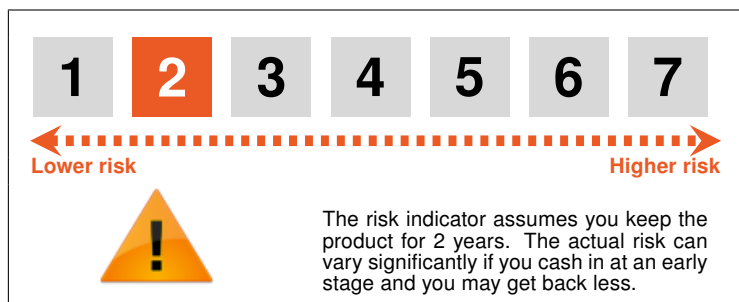 1 2 3 4 5 6 7
Lower risk Higher risk
!
The risk indicator assumes you keep the
product for 2 years. The actual risk can
vary significantly if you cash in at an early
stage and you may get back less.